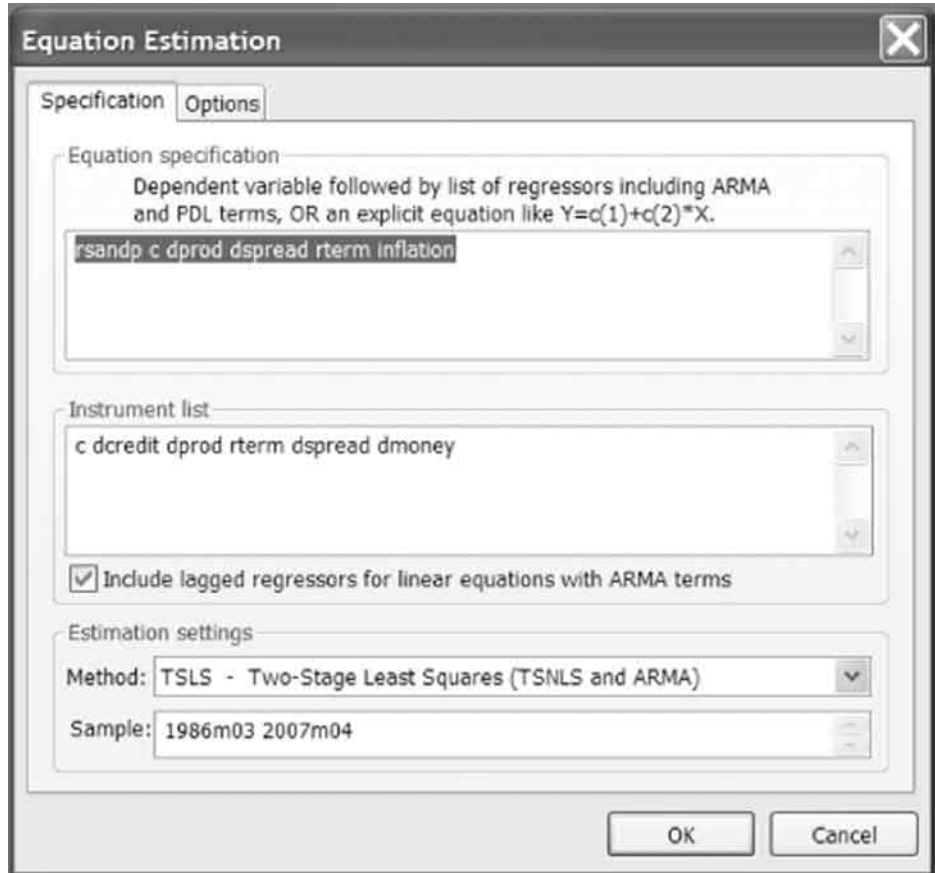 Equation Estimation
Specification
Options
Equation specification
Dependent variable followed by list of regressors including ARMA
and PDL terms, OR an explicit equation like Y=c(1)+c(2)*X.
rsandp c dprod dspread rterm inflation
Instrument list
c dcredit dprod rterm dspread dmoney
Include lagged regressors for linear equations with ARMA terms
Estimation settings
Method: TSLS - Two-Stage Least Squares (TSNLS and ARMA)
Sample: 1986m03 2007m04
OK
Cancel